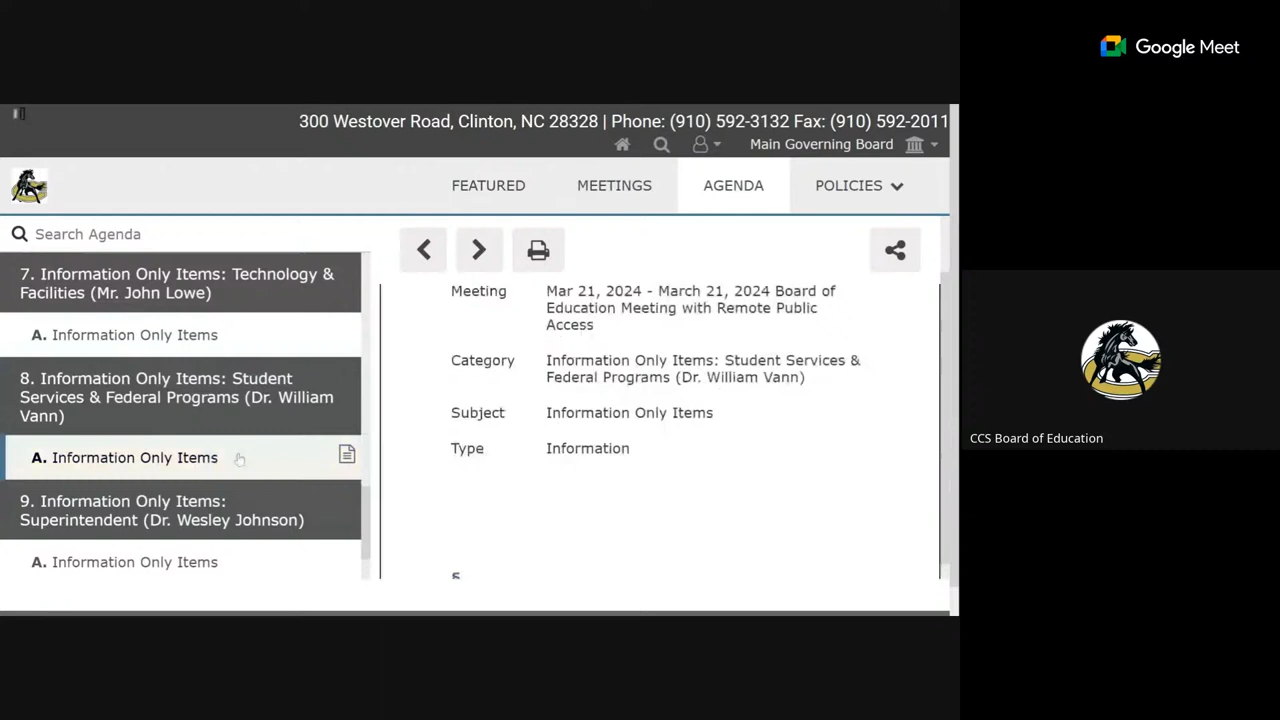 Google Meet
300 Westover Road, Clinton, NC 28328 | Phone: (910) 592-3132 Fax: (910) 592-2011
Main Governing Board
FEATURED
MEETINGS
AGENDA
POLICIES
Search Agenda
7. Information Only Items: Technology &
Facilities (Mr. John Lowe)
A. Information Only Items
8. Information Only Items: Student
Services & Federal Programs (Dr. William
Vann)
A. Information Only Items
9. Information Only Items:
Superintendent (Dr. Wesley Johnson)
A. Information Only Items
Meeting
Mar 21, 2024 - March 21, 2024 Board of
Education Meeting with Remote Public
Access
Category
Information Only Items: Student Services &
Federal Programs (Dr. William Vann)
Subject
Information Only Items
Type
Information
CCS Board of Education